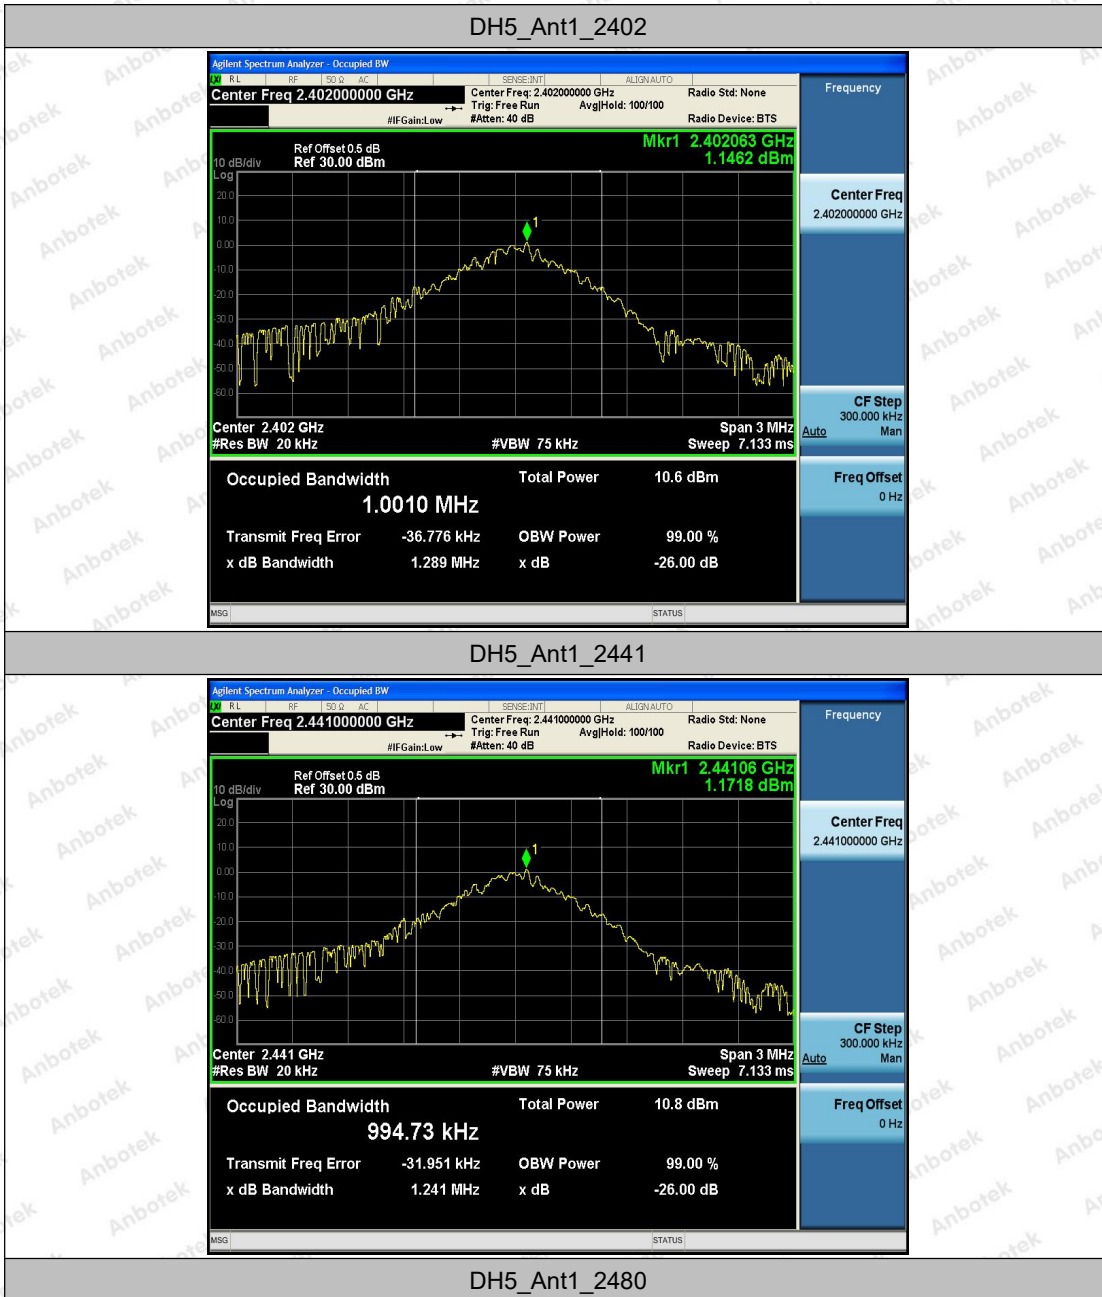 DH5_Ant1_2402
Agilent Spectrum Analyzer - Occupied BW
LXI RL RF 50 Ω AC SENSE:INT ALIGNAUTO
Center Freq 2.402000000 GHz
Center Freq: 2.402000000 GHz
Radio Std: None
Trig: Free Run Avg|Hold: 100/100
#IFGain:Low
#Atten: 40 dB
Radio Device: BTS
Frequency
Mkr1 2.402063 GHz
1.1462 dBm
Ref Offset 0.5 dB
10 dB/div Ref 30.00 dBm
Log
20.0
10.0
0.00
-10.0
-20.0
-30.0
-40.0
-50.0
-60.0
1
Center 2.402 GHz
Span 3 MHz
#Res BW 20 kHz
#VBW 75 kHz
Sweep 7.133 ms
Center Freq
2.402000000 GHz
CF Step
300.000 kHz
Auto Man
Freq Offset
0 Hz
Occupied Bandwidth
Total Power 10.6 dBm
1.0010 MHz
Transmit Freq Error -36.776 kHz OBW Power 99.00 %
x dB Bandwidth 1.289 MHz x dB -26.00 dB
MSG STATUS
DH5_Ant1_2441
Agilent Spectrum Analyzer - Occupied BW
LXI RL RF 50 Ω AC SENSE:INT ALIGNAUTO
Center Freq 2.441000000 GHz
Center Freq: 2.441000000 GHz
Radio Std: None
Trig: Free Run Avg|Hold: 100/100
#IFGain:Low
#Atten: 40 dB
Radio Device: BTS
Frequency
Mkr1 2.44106 GHz
1.1718 dBm
Ref Offset 0.5 dB
10 dB/div Ref 30.00 dBm
Log
20.0
10.0
0.00
-10.0
-20.0
-30.0
-40.0
-50.0
-60.0
1
Center 2.441 GHz
Span 3 MHz
#Res BW 20 kHz
#VBW 75 kHz
Sweep 7.133 ms
Center Freq
2.441000000 GHz
CF Step
300.000 kHz
Auto Man
Freq Offset
0 Hz
Occupied Bandwidth
Total Power 10.8 dBm
994.73 kHz
Transmit Freq Error -31.951 kHz OBW Power 99.00 %
x dB Bandwidth 1.241 MHz x dB -26.00 dB
MSG STATUS
DH5_Ant1_2480
Anbotek